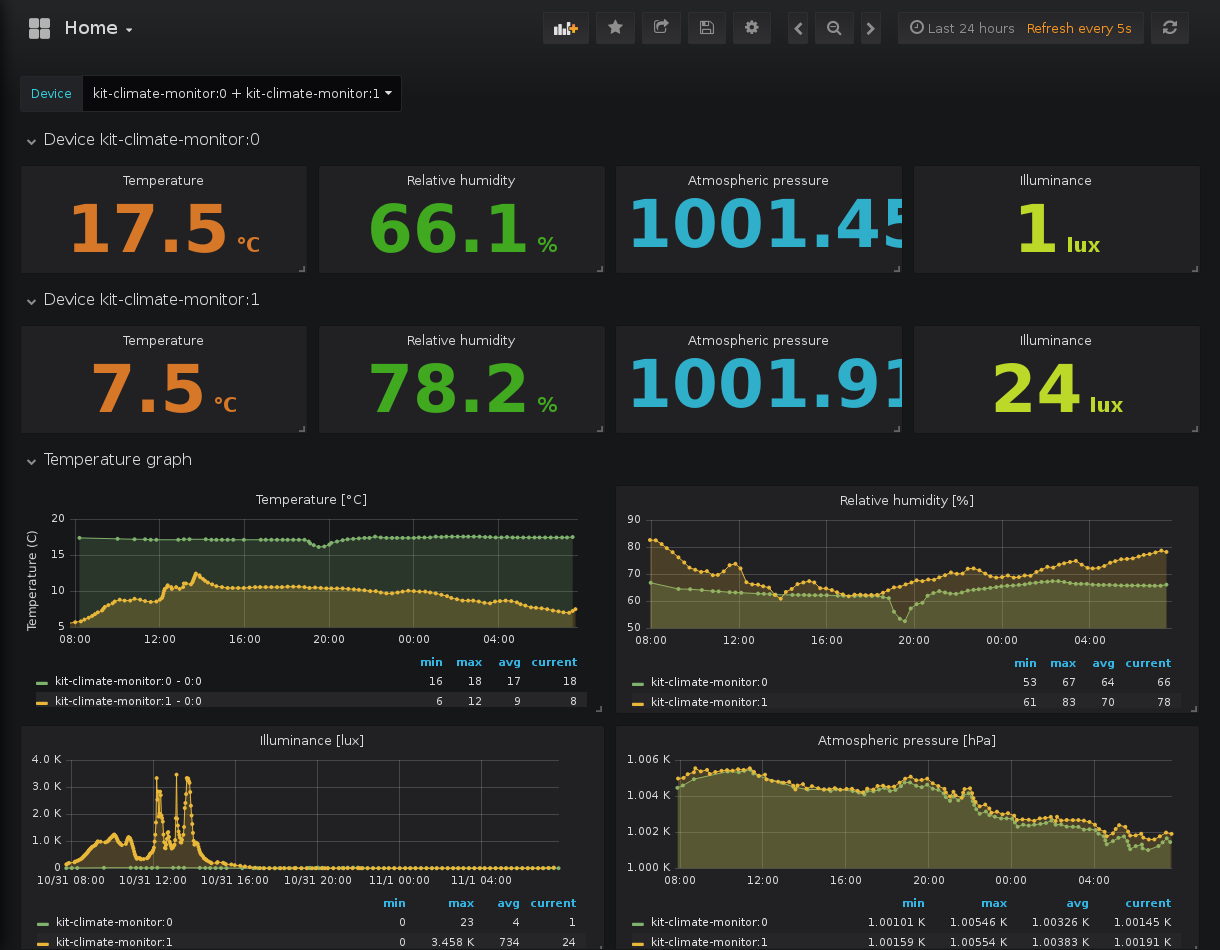 Home
Last 24 hours Refresh every 5s
Device kit-climate-monitor:0 + kit-climate-monitor:1
Device kit-climate-monitor:0
Temperature Relative humidity Atmospheric pressure Illuminance
17.5 °C 66.1 % 1001.45 1 lux
Device kit-climate-monitor:1
Temperature Relative humidity Atmospheric pressure Illuminance
7.5 °C 78.2 % 1001.91 24 lux
Temperature graph
Temperature [°C]
Temperature (C)
20
15
10
5
08:00 12:00 16:00 20:00 00:00 04:00
min max avg current
kit-climate-monitor:0 - 0:0 16 18 17 18
kit-climate-monitor:1 - 0:0 6 12 9 8
Relative humidity [%]
90
80
70
60
50
08:00 12:00 16:00 20:00 00:00 04:00
min max avg current
kit-climate-monitor:0 53 67 64 66
kit-climate-monitor:1 61 83 70 78
Illuminance [lux]
4.0 K
3.0 K
2.0 K
1.0 K
0
10/31 08:00 10/31 12:00 10/31 16:00 10/31 20:00 11/1 00:00 11/1 04:00
min max avg current
kit-climate-monitor:0 0 23 4 1
kit-climate-monitor:1 0 3.458 K 734 24
Atmospheric pressure [hPa]
1.006 K
1.004 K
1.002 K
1.000 K
08:00 12:00 16:00 20:00 00:00 04:00
min max avg current
kit-climate-monitor:0 1.00101 K 1.00546 K 1.00326 K 1.00145 K
kit-climate-monitor:1 1.00159 K 1.00554 K 1.00383 K 1.00191 K